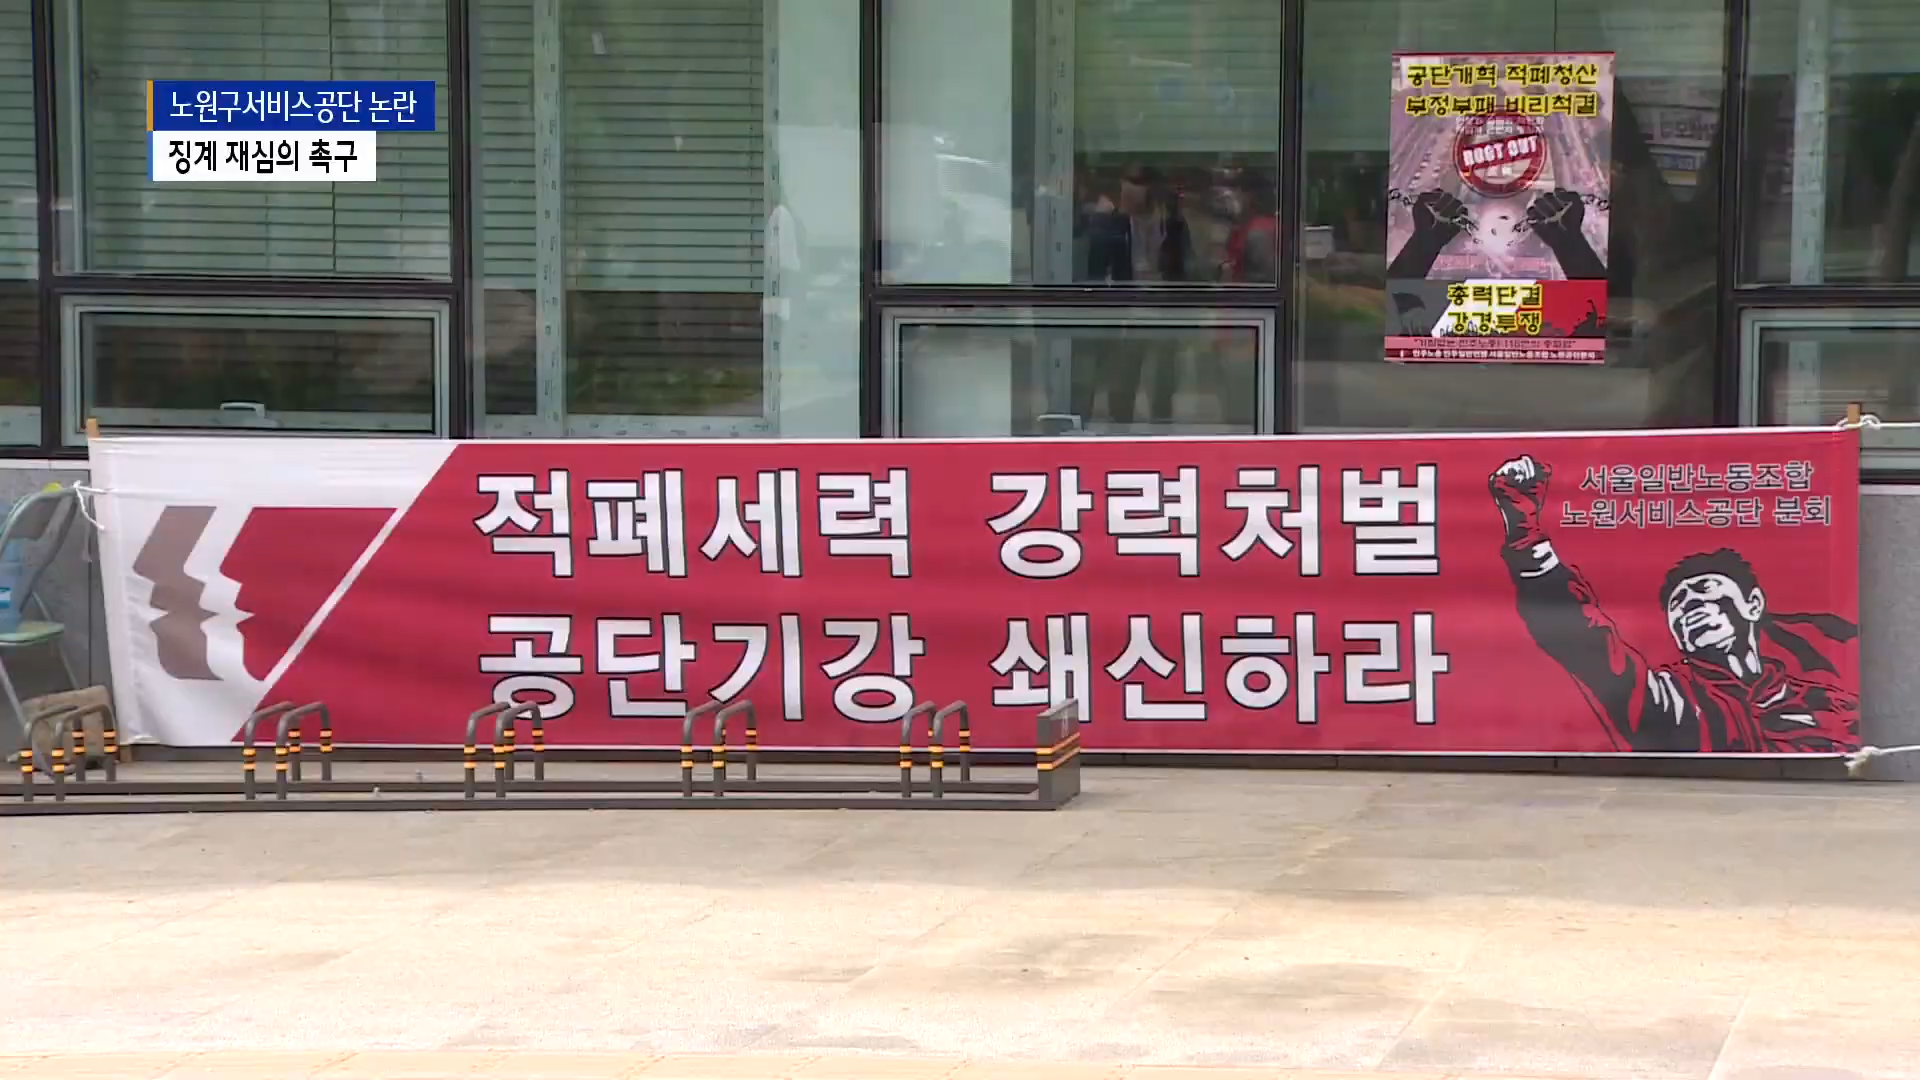 노원구서비스공단 논란
징계 재심의 촉구
공단개혁 적폐청산
부정부패 비리척결
ROOT OUT
총력단결
강경투쟁
적폐세력 강력처벌
공단기강 쇄신하라
서울일반노동조합
노원서비스공단 분회